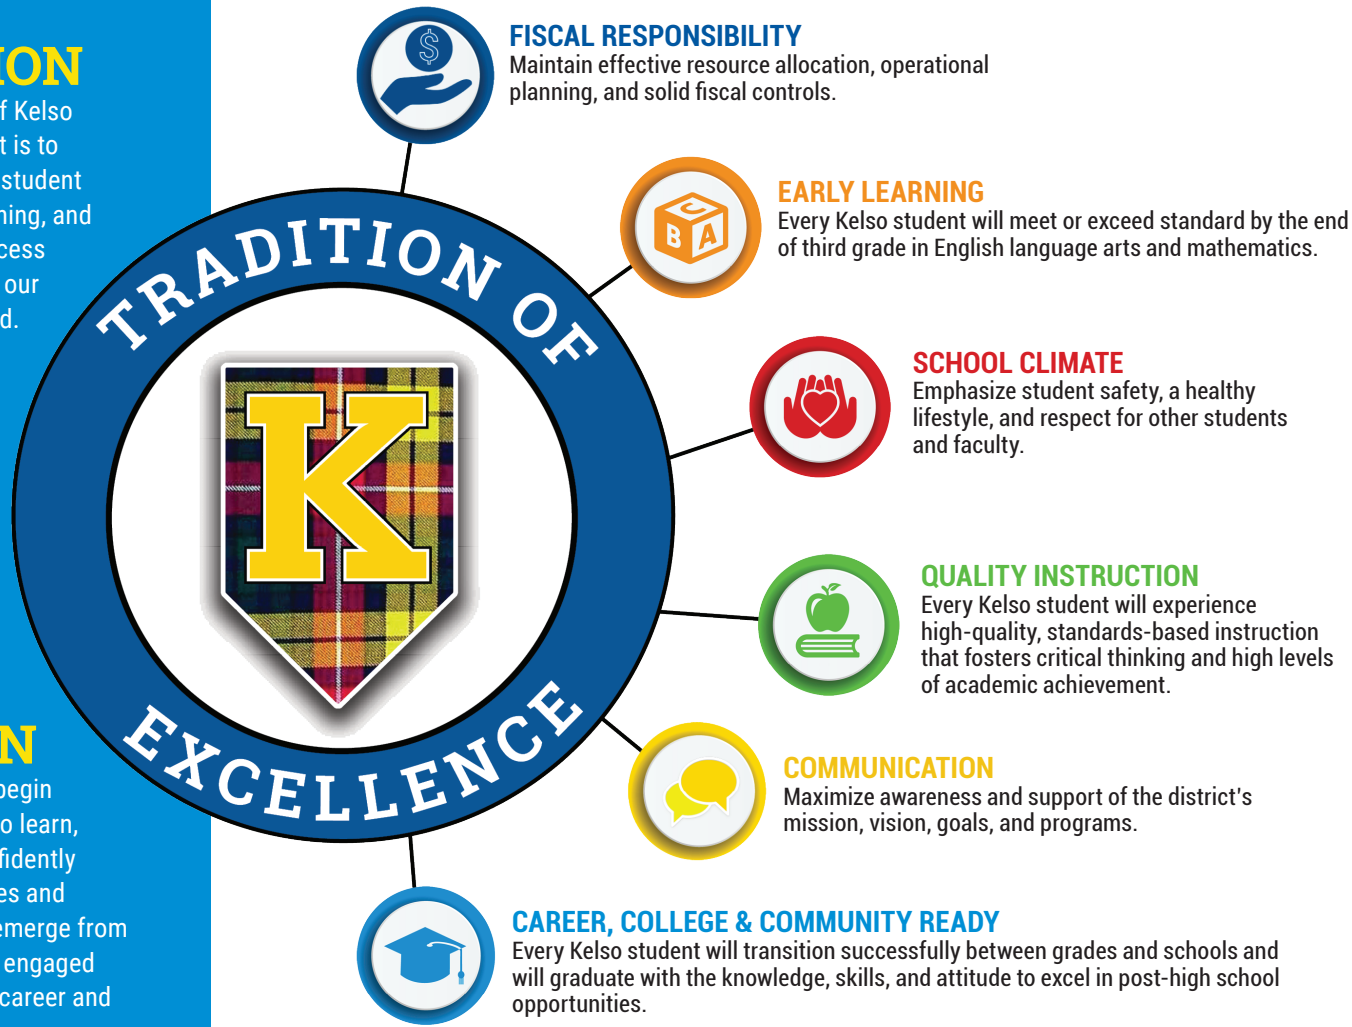 ION
f Kelso
t is to
student
ning, and
cess
our
d.
N
begin
o learn,
fidently
es and
emerge from
engaged
career and
TRADITION OF
K
EXCELLENCE
$
FISCAL RESPONSIBILITY
Maintain effective resource allocation, operational
planning, and solid fiscal controls.
C
B A
EARLY LEARNING
Every Kelso student will meet or exceed standard by the end
of third grade in English language arts and mathematics.
SCHOOL CLIMATE
Emphasize student safety, a healthy
lifestyle, and respect for other students
and faculty.
QUALITY INSTRUCTION
Every Kelso student will experience
high-quality, standards-based instruction
that fosters critical thinking and high levels
of academic achievement.
COMMUNICATION
Maximize awareness and support of the district's
mission, vision, goals, and programs.
CAREER, COLLEGE & COMMUNITY READY
Every Kelso student will transition successfully between grades and schools and
will graduate with the knowledge, skills, and attitude to excel in post-high school
opportunities.